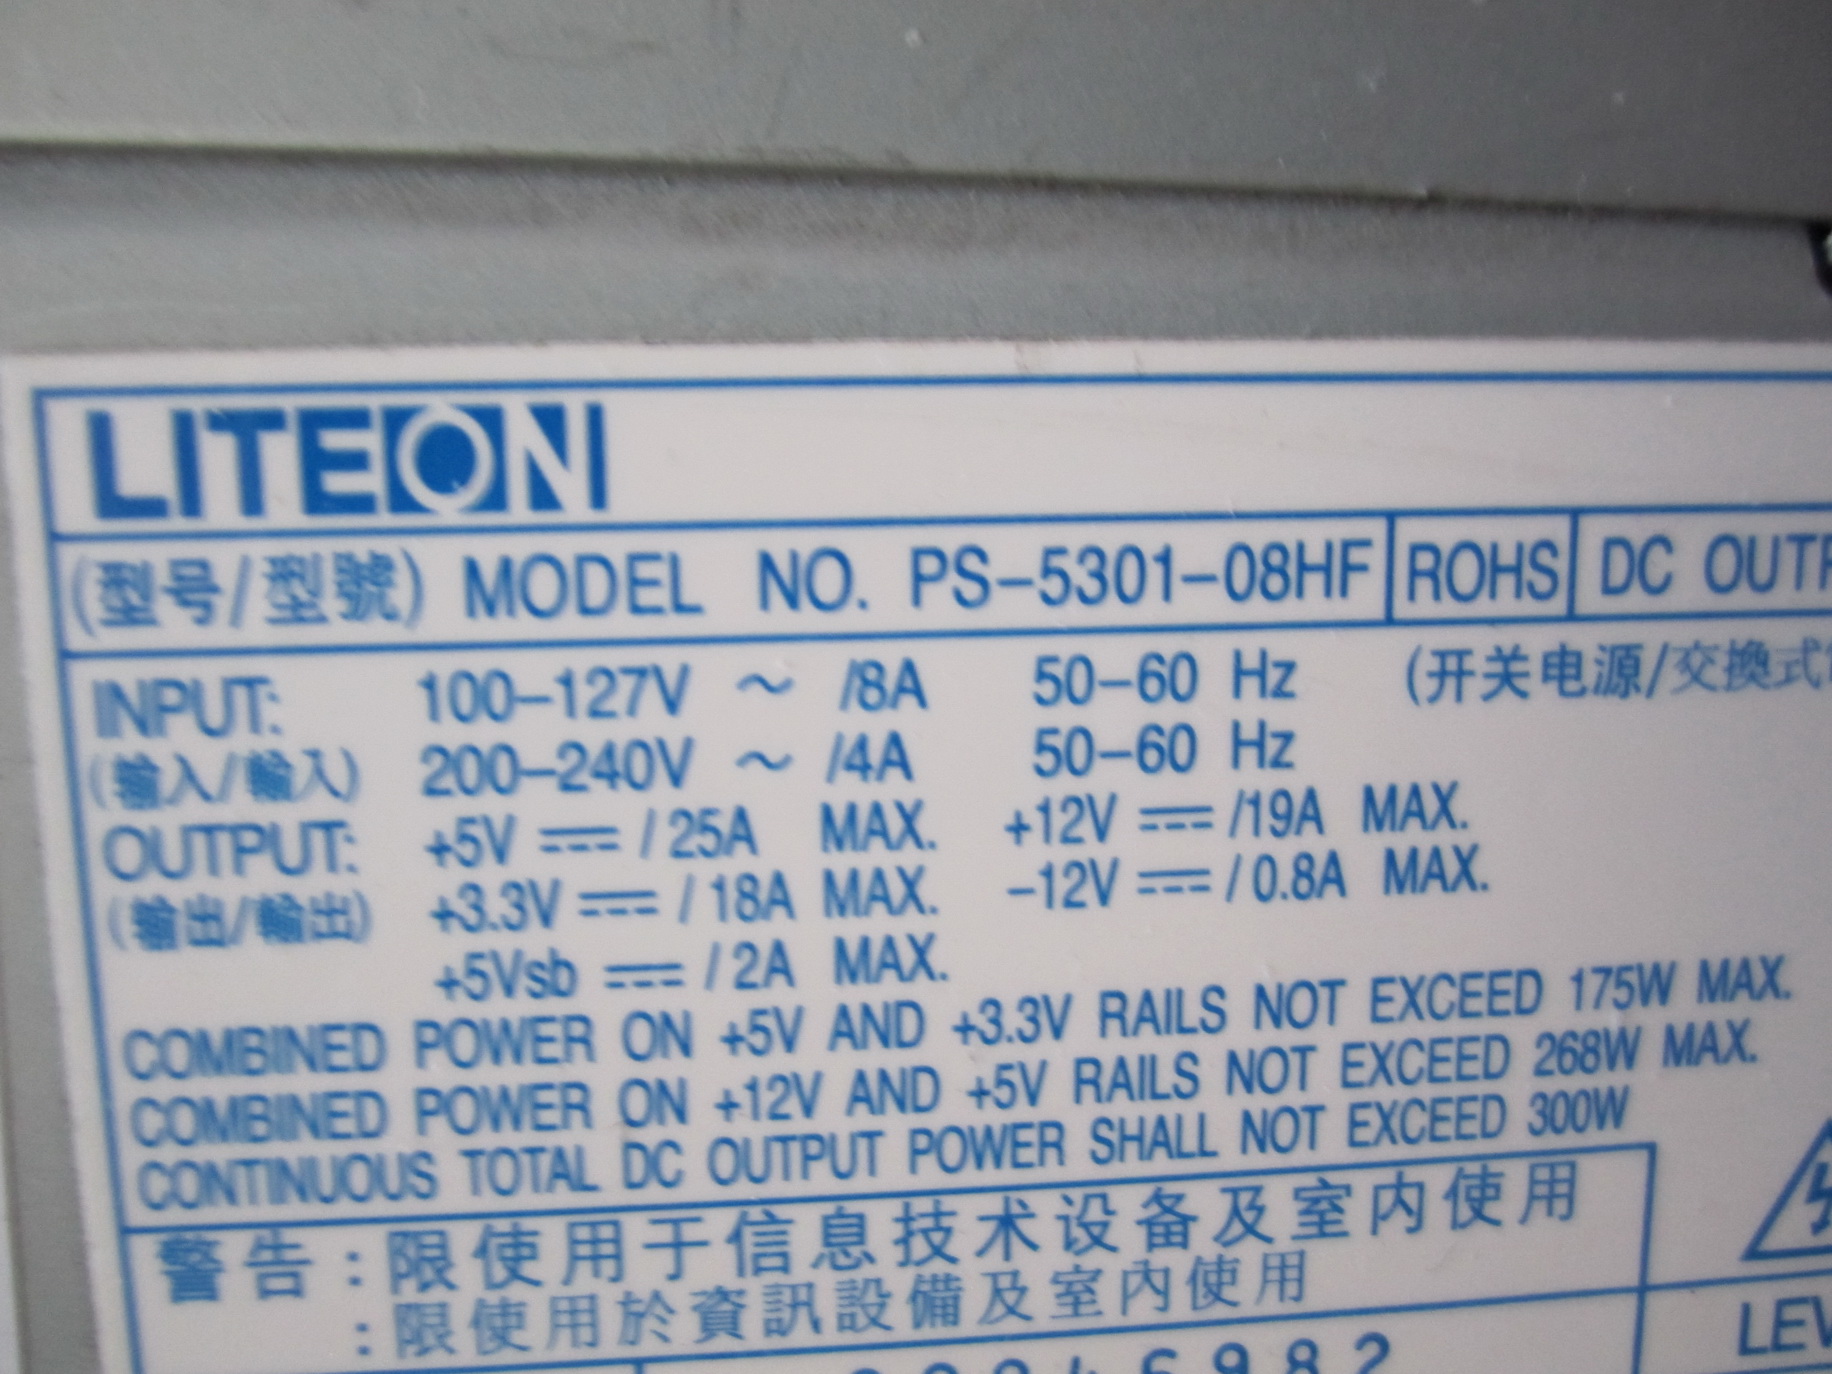 LITEON
(型号/型號) MODEL NO. PS-5301-08HF ROHS DC OUTP
INPUT: 100-127V ~ /8A 50-60 Hz (开关电源/交換式
(输入/輸入) 200-240V ~ /4A 50-60 Hz
OUTPUT: +5V ⎓ /25A MAX. +12V ⎓ /19A MAX.
(输出/輸出) +3.3V ⎓ /18A MAX. -12V ⎓ /0.8A MAX.
+5Vsb ⎓ /2A MAX.
COMBINED POWER ON +5V AND +3.3V RAILS NOT EXCEED 175W MAX.
COMBINED POWER ON +12V AND +5V RAILS NOT EXCEED 268W MAX.
CONTINUOUS TOTAL DC OUTPUT POWER SHALL NOT EXCEED 300W
警告:限使用于信息技术设备及室内使用
:限使用於資訊設備及室內使用
LEV